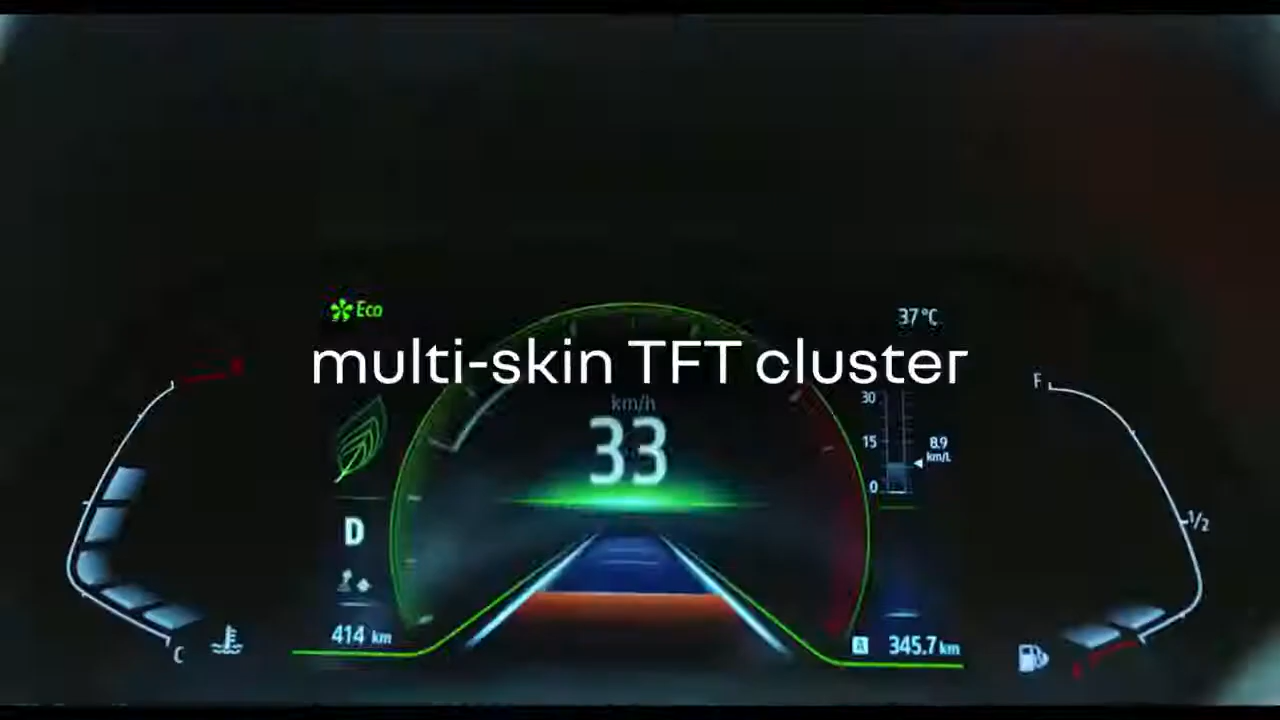 Eco
37°C
multi-skin TFT cluster
km/h
33
F
30
15
8.9
km/L
0
1/2
D
414 km
A
345.7 km
C